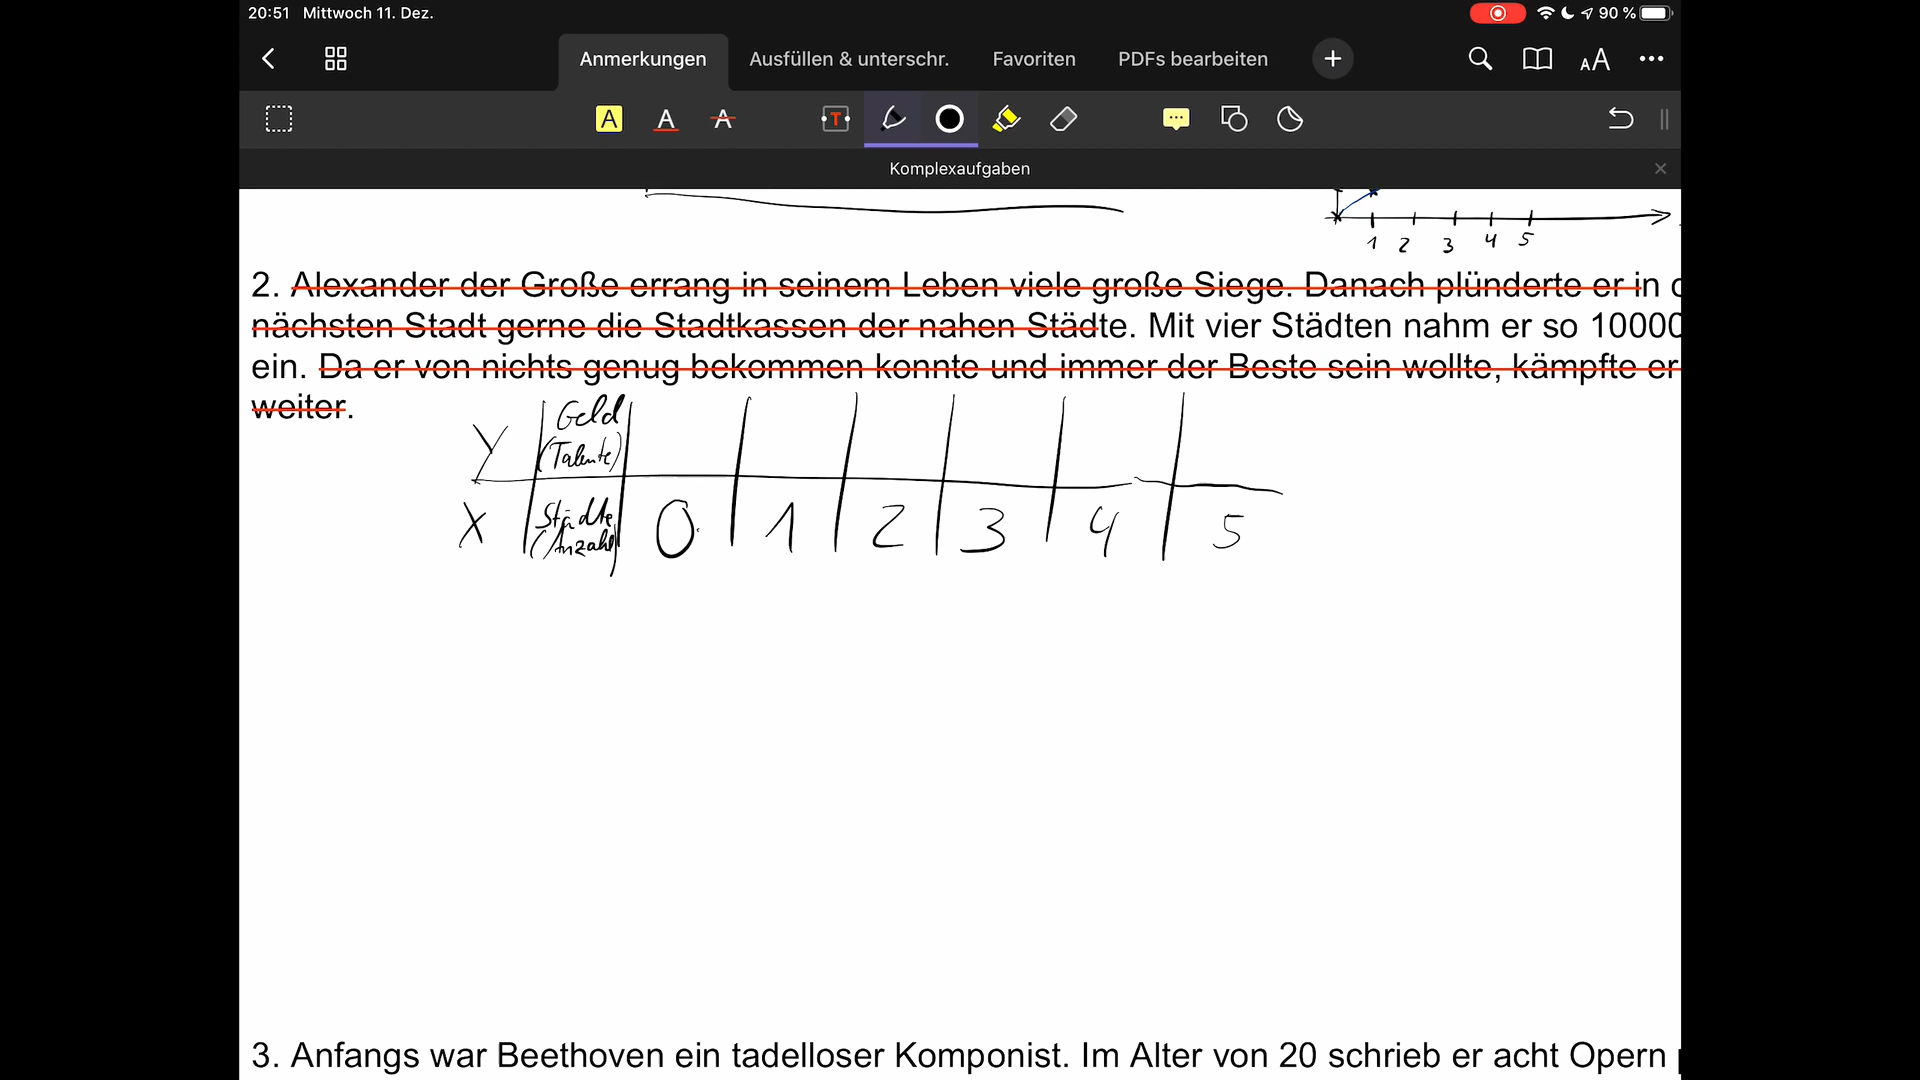 20:51 Mittwoch 11. Dez.
90 %
Anmerkungen Ausfüllen & unterschr. Favoriten PDFs bearbeiten
AA
A A A T
Komplexaufgaben
1 2 3 4 5
2. Alexander der Große errang in seinem Leben viele große Siege. Danach plünderte er in
nächsten Stadt gerne die Stadtkassen der nahen Städte. Mit vier Städten nahm er so 10000
ein. Da er von nichts genug bekommen konnte und immer der Beste sein wollte, kämpfte er
weiter.
Y Geld
(Talente)
X Städte
(Anzahl) 0 1 2 3 4 5
3. Anfangs war Beethoven ein tadelloser Komponist. Im Alter von 20 schrieb er acht Opern